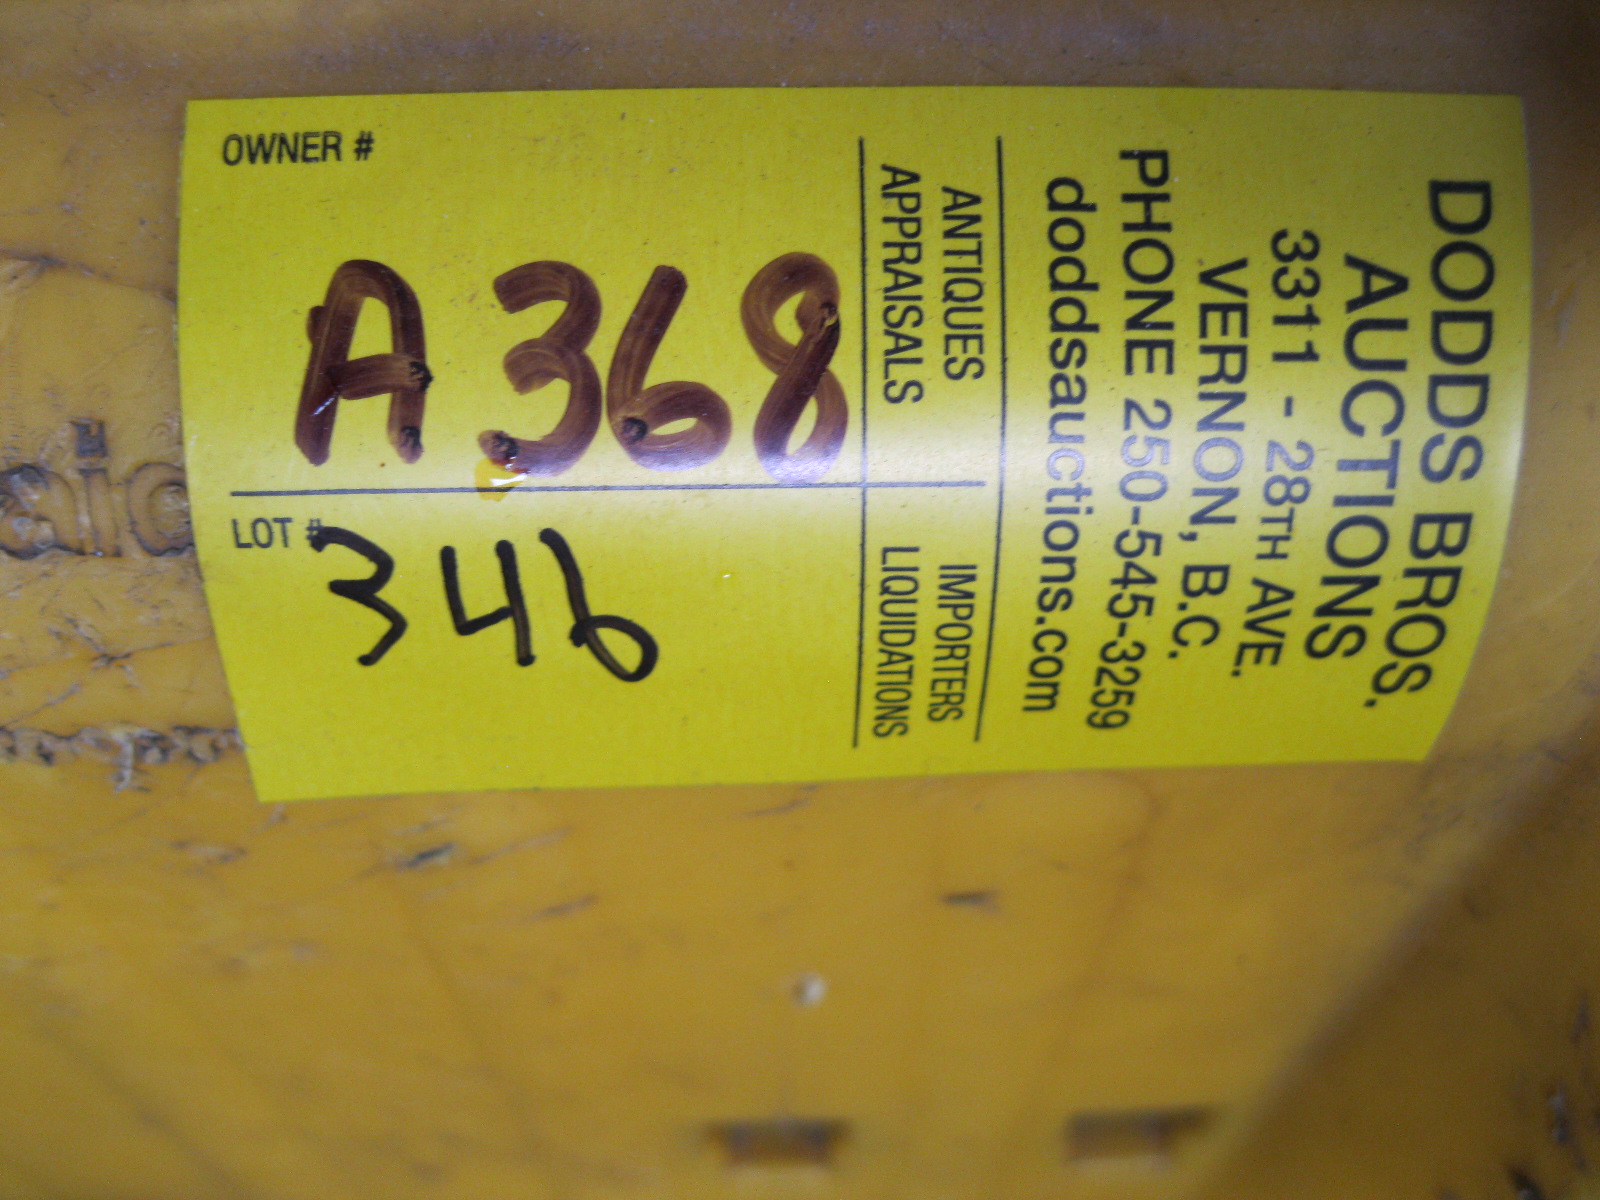 DODDS BROS.
AUCTIONS
3311 - 28TH AVE.
VERNON, B.C.
PHONE 250-545-3259
doddsauctions.com
ANTIQUES IMPORTERS
APPRAISALS LIQUIDATIONS
OWNER #
A368
LOT #
346